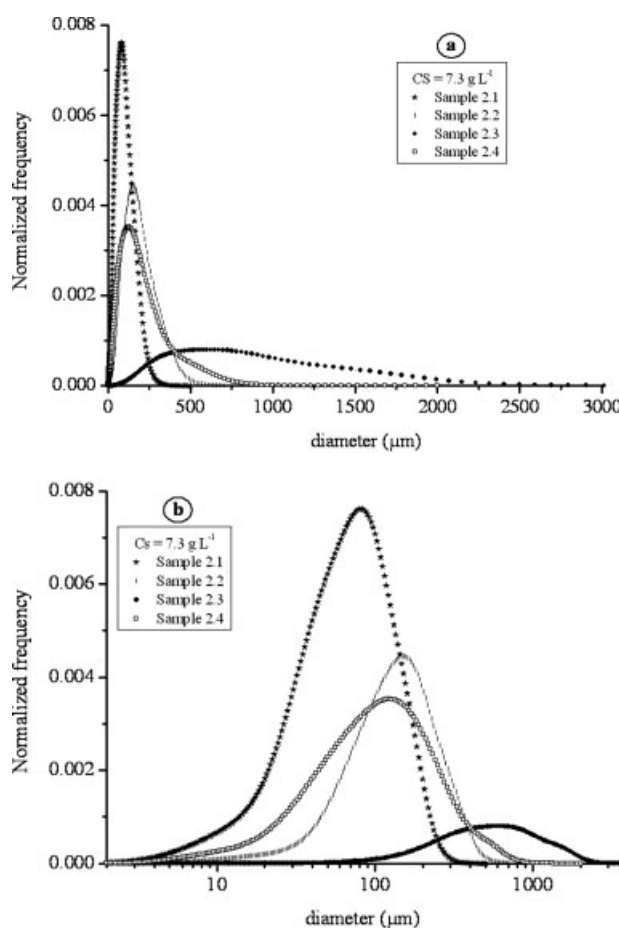 0.008
0.006
0.004
0.002
0.000
Normalized frequency
a
CS = 7.3 g L⁻¹
Sample 2.1
Sample 2.2
Sample 2.3
Sample 2.4
0 500 1000 1500 2000 2500 3000
diameter (μm)
0.008
0.006
0.004
0.002
0.000
Normalized frequency
b
Cs = 7.3 g L⁻¹
Sample 2.1
Sample 2.2
Sample 2.3
Sample 2.4
10 100 1000
diameter (μm)